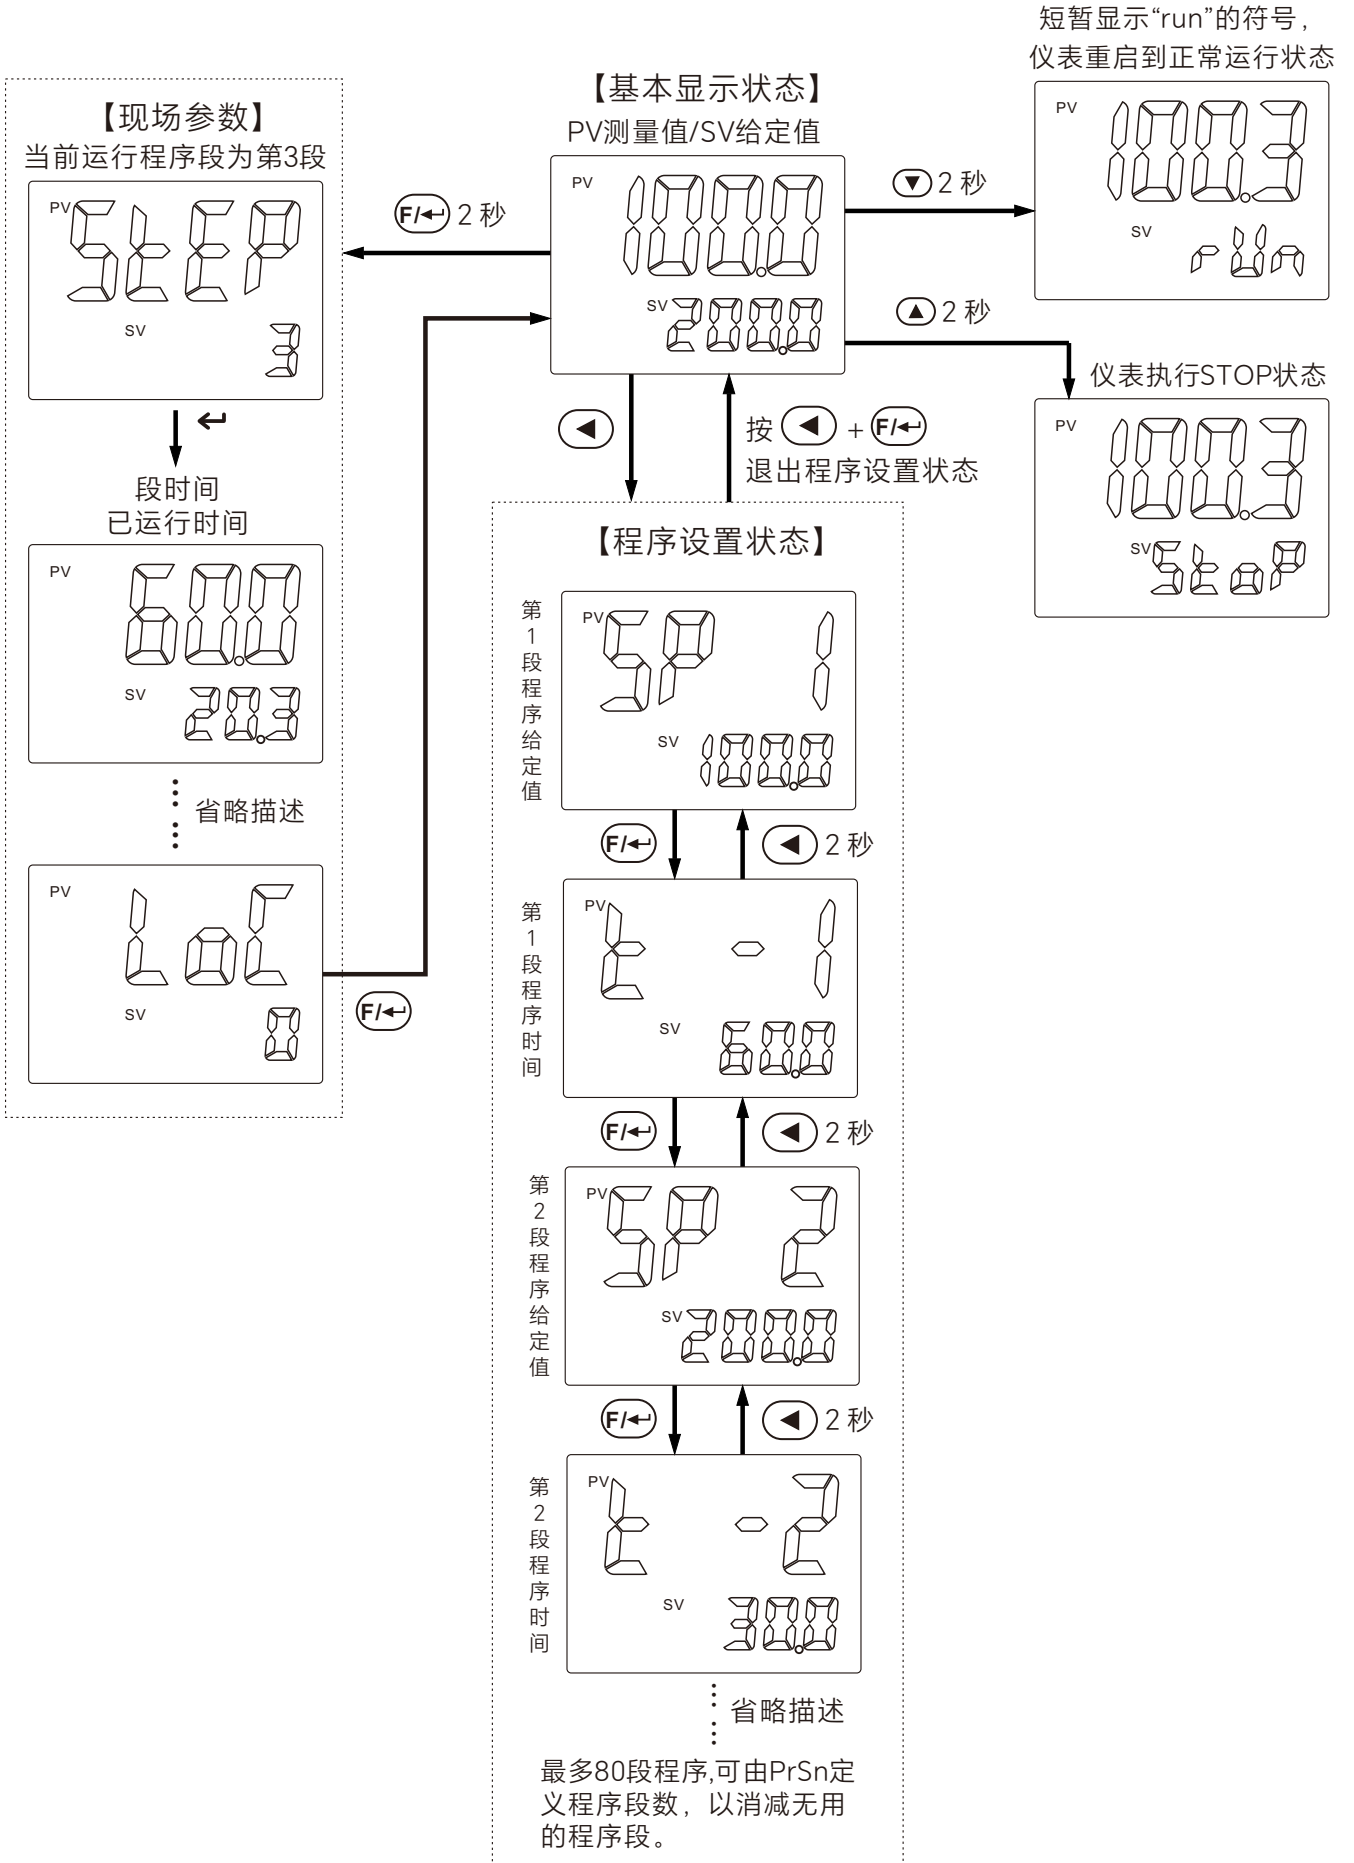 短暂显示“run”的符号，
仪表重启到正常运行状态
PV
100.3
SV
run
【基本显示状态】
PV测量值/SV给定值
PV
100.0
SV
200.0
▼ 2 秒
▲ 2 秒
F/↵ 2 秒
仪表执行STOP状态
PV
100.3
SV
StoP
【现场参数】
当前运行程序段为第3段
PV
StEP
SV
3
↵
段时间
已运行时间
PV
60.0
SV
20.3
省略描述
PV
LoC
SV
0
F/↵
◀
按 ◀ + F/↵
退出程序设置状态
【程序设置状态】
第1段程序给定值
PV
SP 1
SV
100.0
F/↵
◀ 2 秒
第1段程序时间
PV
t -1
SV
60.0
F/↵
◀ 2 秒
第2段程序给定值
PV
SP 2
SV
200.0
F/↵
◀ 2 秒
第2段程序时间
PV
t -2
SV
30.0
省略描述
最多80段程序,可由PrSn定
义程序段数，以消减无用
的程序段。